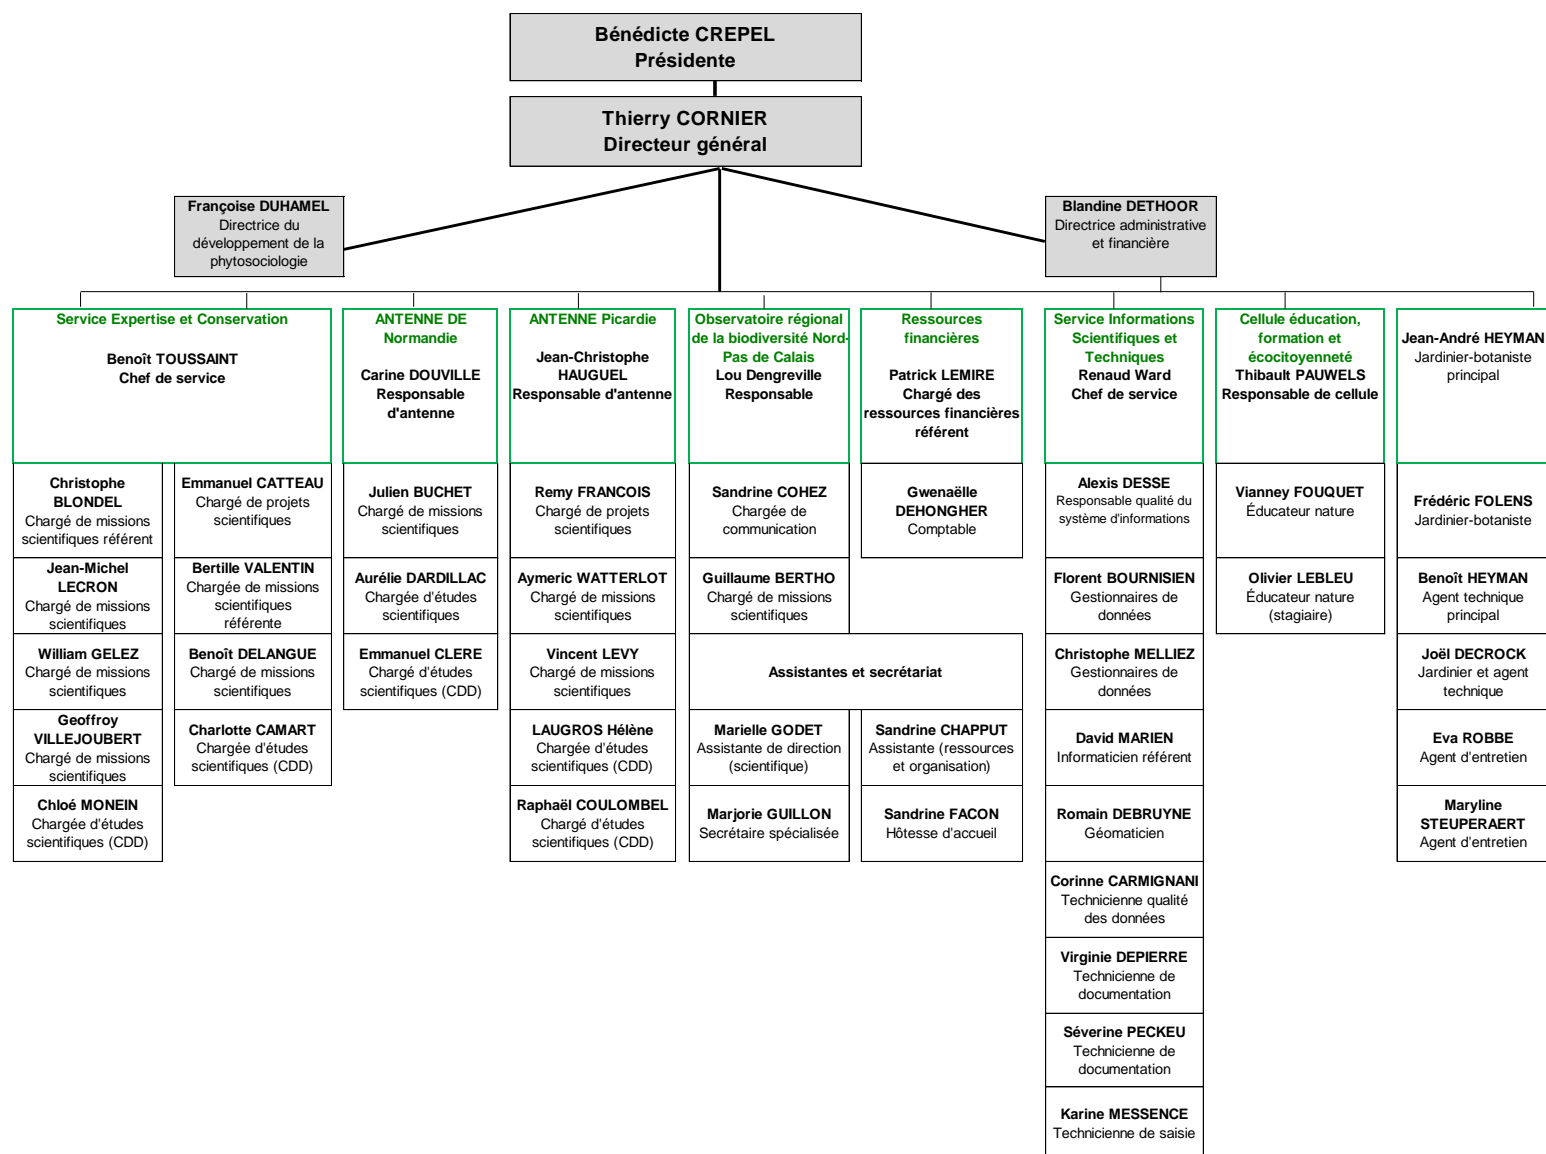 Bénédicte CREPEL
Présidente
Thierry CORNIER
Directeur général
Françoise DUHAMEL
Directrice du
développement de la
phytosociologie
Blandine DETHOOR
Directrice administrative
et financière
Service Expertise et Conservation
Benoît TOUSSAINT
Chef de service
ANTENNE DE
Normandie
Carine DOUVILLE
Responsable
d'antenne
ANTENNE Picardie
Jean-Christophe
HAUGUEL
Responsable d'antenne
Observatoire régional
de la biodiversité Nord-
Pas de Calais
Lou Dengreville
Responsable
Ressources
financières
Patrick LEMIRE
Chargé des
ressources financières
référent
Service Informations
Scientifiques et
Techniques
Renaud Ward
Chef de service
Cellule éducation,
formation et
écocitoyenneté
Thibault PAUWELS
Responsable de cellule
Jean-André HEYMAN
Jardinier-botaniste
principal
Christophe
BLONDEL
Chargé de missions
scientifiques référent
Jean-Michel
LECRON
Chargé de missions
scientifiques
William GELEZ
Chargé de missions
scientifiques
Geoffroy
VILLEJOUBERT
Chargé de missions
scientifiques
Chloé MONEIN
Chargée d'études
scientifiques (CDD)
Emmanuel CATTEAU
Chargé de projets
scientifiques
Bertille VALENTIN
Chargée de missions
scientifiques
référente
Benoît DELANGUE
Chargé de missions
scientifiques
Charlotte CAMART
Chargée d'études
scientifiques (CDD)
Julien BUCHET
Chargé de missions
scientifiques
Aurélie DARDILLAC
Chargée d'études
scientifiques
Emmanuel CLERE
Chargé d'études
scientifiques (CDD)
Remy FRANCOIS
Chargé de projets
scientifiques
Aymeric WATTERLOT
Chargé de missions
scientifiques
Vincent LEVY
Chargé de missions
scientifiques
LAUGROS Hélène
Chargée d'études
scientifiques (CDD)
Raphaël COULOMBEL
Chargé d'études
scientifiques (CDD)
Sandrine COHEZ
Chargée de
communication
Guillaume BERTHO
Chargé de missions
scientifiques
Gwenaëlle
DEHONGHER
Comptable
Assistantes et secrétariat
Marielle GODET
Assistante de direction
(scientifique)
Marjorie GUILLON
Secrétaire spécialisée
Sandrine CHAPPUT
Assistante (ressources
et organisation)
Sandrine FACON
Hôtesse d'accueil
Alexis DESSE
Responsable qualité du
système d'informations
Florent BOURNISIEN
Gestionnaires de
données
Christophe MELLIEZ
Gestionnaires de
données
David MARIEN
Informaticien référent
Romain DEBRUYNE
Géomaticien
Corinne CARMIGNANI
Technicienne qualité
des données
Virginie DEPIERRE
Technicienne de
documentation
Séverine PECKEU
Technicienne de
documentation
Karine MESSENCE
Technicienne de saisie
Vianney FOUQUET
Éducateur nature
Olivier LEBLEU
Éducateur nature
(stagiaire)
Frédéric FOLENS
Jardinier-botaniste
Benoît HEYMAN
Agent technique
principal
Joël DECROCK
Jardinier et agent
technique
Eva ROBBE
Agent d'entretien
Maryline
STEUPERAERT
Agent d'entretien